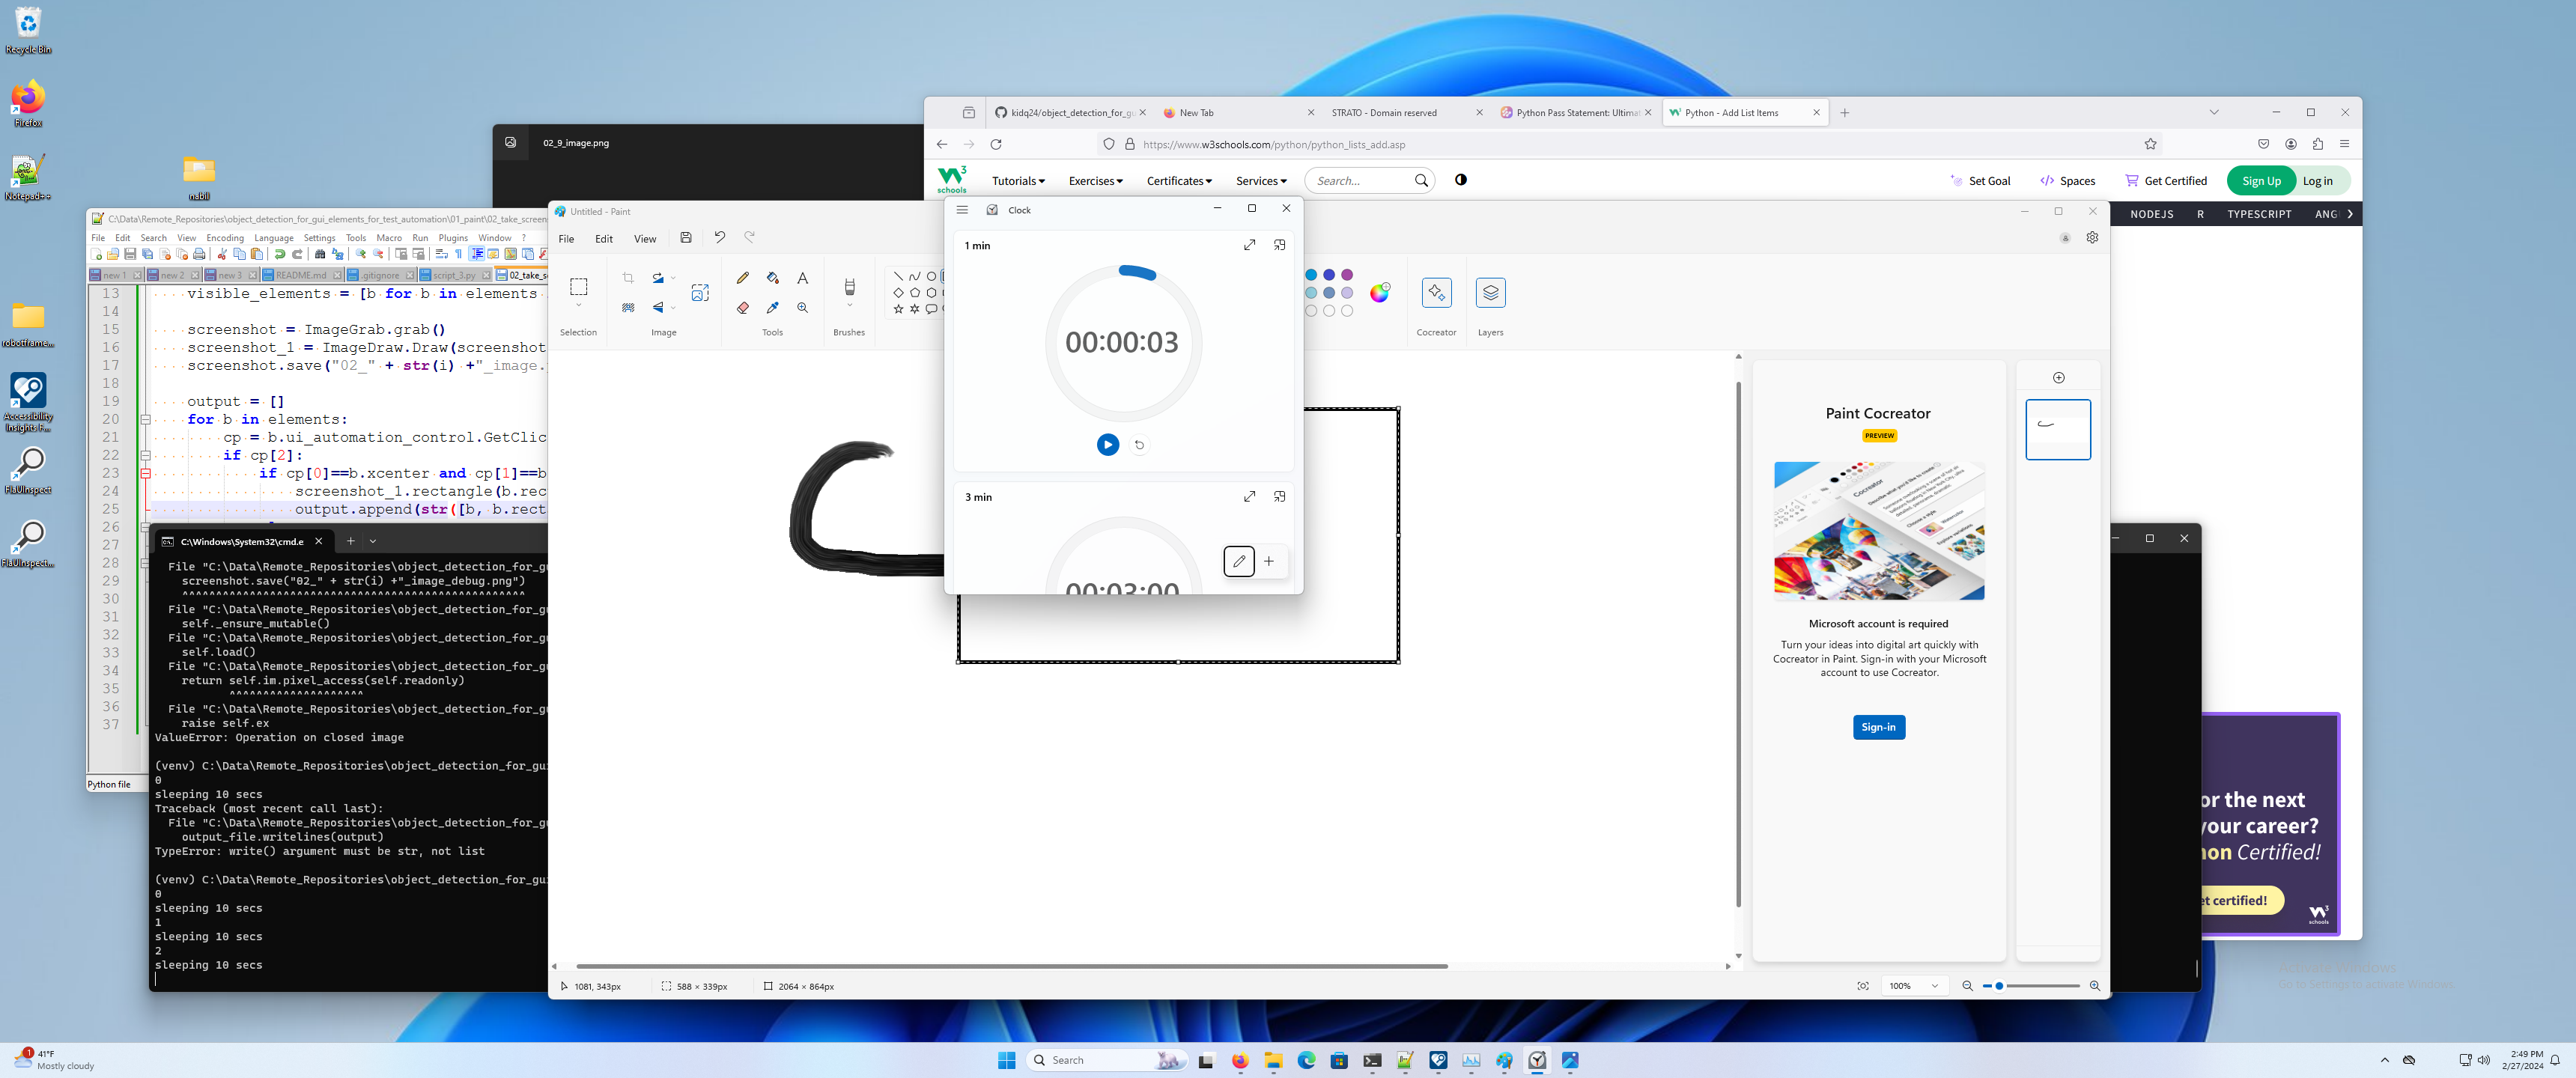 Recycle Bin
Firefox
Notepad++
nabil
robotframe...
Accessibility
Insights F...
FlaUInspect
FlaUInspect...
02_9_image.png
kidq24/object_detection_for_gu
New Tab
STRATO - Domain reserved
Python Pass Statement: Ultimat
Python - Add List Items
https://www.w3schools.com/python/python_lists_add.asp
W3 schools
Tutorials
Exercises
Certificates
Services
Search...
Set Goal
Spaces
Get Certified
Sign Up
Log in
NODEJS
R
TYPESCRIPT
ANG
C:\Data\Remote_Repositories\object_detection_for_gui_elements_for_test_automation\01_paint\02_take_screen
File Edit Search View Encoding Language Settings Tools Macro Run Plugins Window ?
new 1
new 2
new 3
README.md
.gitignore
script_3.py
02_take_s
13 visible_elements = [b for b in elements
14
15 screenshot = ImageGrab.grab()
16 screenshot_1 = ImageDraw.Draw(screenshot
17 screenshot.save("02_" + str(i) +"_image.
18
19 output = []
20 for b in elements:
21 cp = b.ui_automation_control.GetClic
22 if cp[2]:
23 if cp[0]==b.xcenter and cp[1]==b
24 screenshot_1.rectangle(b.rec
25 output.append(str([b, b.rect
26
27
28
29
30
31
32
33
34
35
36
37
Python file
C:\Windows\System32\cmd.e
File "C:\Data\Remote_Repositories\object_detection_for_gu
screenshot.save("02_" + str(i) +"_image_debug.png")
^^^^^^^^^^^^^^^^^^^^^^^^^^^^^^^^^^^^^^^^^^^^^^^^
File "C:\Data\Remote_Repositories\object_detection_for_gu
self._ensure_mutable()
File "C:\Data\Remote_Repositories\object_detection_for_gu
self.load()
File "C:\Data\Remote_Repositories\object_detection_for_gu
return self.im.pixel_access(self.readonly)
^^^^^^^^^^^^^^^^^^^
File "C:\Data\Remote_Repositories\object_detection_for_gu
raise self.ex
ValueError: Operation on closed image
(venv) C:\Data\Remote_Repositories\object_detection_for_gu
0
sleeping 10 secs
Traceback (most recent call last):
File "C:\Data\Remote_Repositories\object_detection_for_gu
output_file.writelines(output)
TypeError: write() argument must be str, not list
(venv) C:\Data\Remote_Repositories\object_detection_for_gu
0
sleeping 10 secs
1
sleeping 10 secs
2
sleeping 10 secs
Untitled - Paint
File
Edit
View
Selection
Image
Tools
Brushes
Cocreator
Layers
Clock
1 min
00:00:03
3 min
00:03:00
Paint Cocreator
PREVIEW
Cocreator
Microsoft account is required
Turn your ideas into digital art quickly with
Cocreator in Paint. Sign-in with your Microsoft
account to use Cocreator.
Sign-in
1081, 343px
588 × 339px
2064 × 864px
100%
or the next
your career?
Certified!
et certified!
W3 schools
Activate Windows
Go to Settings to activate Windows.
1
41°F
Mostly cloudy
Search
2:49 PM
2/27/2024